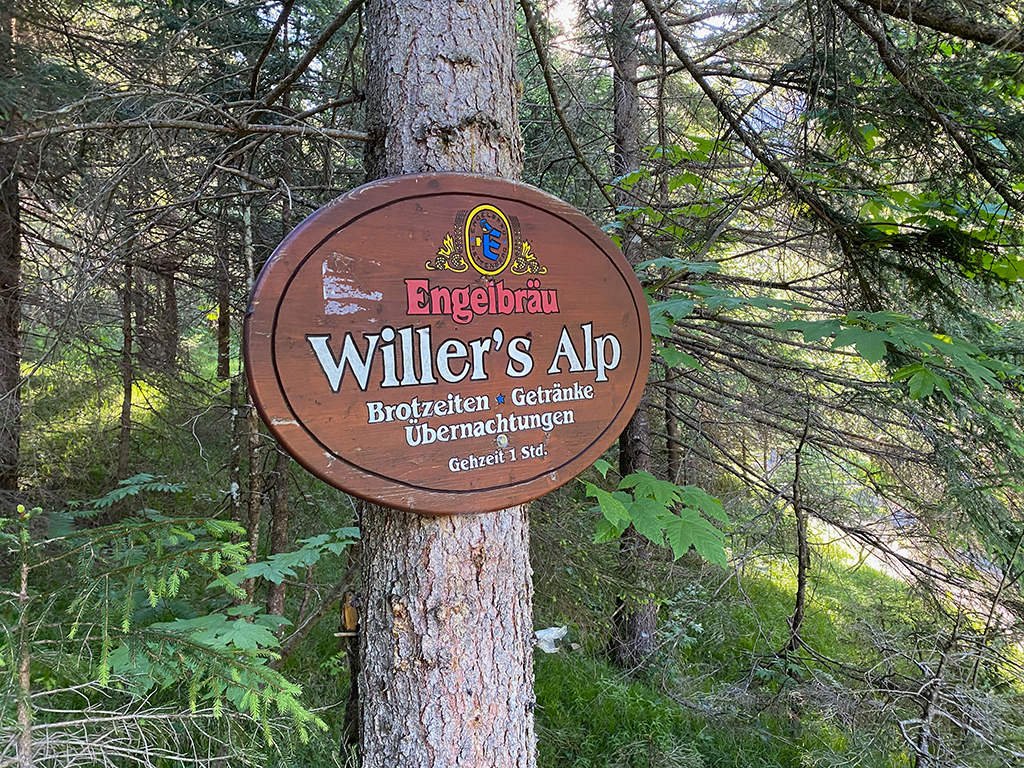 Engelbräu
Willer's Alp
Brotzeiten ★ Getränke
Übernachtungen
Gehzeit 1 Std.